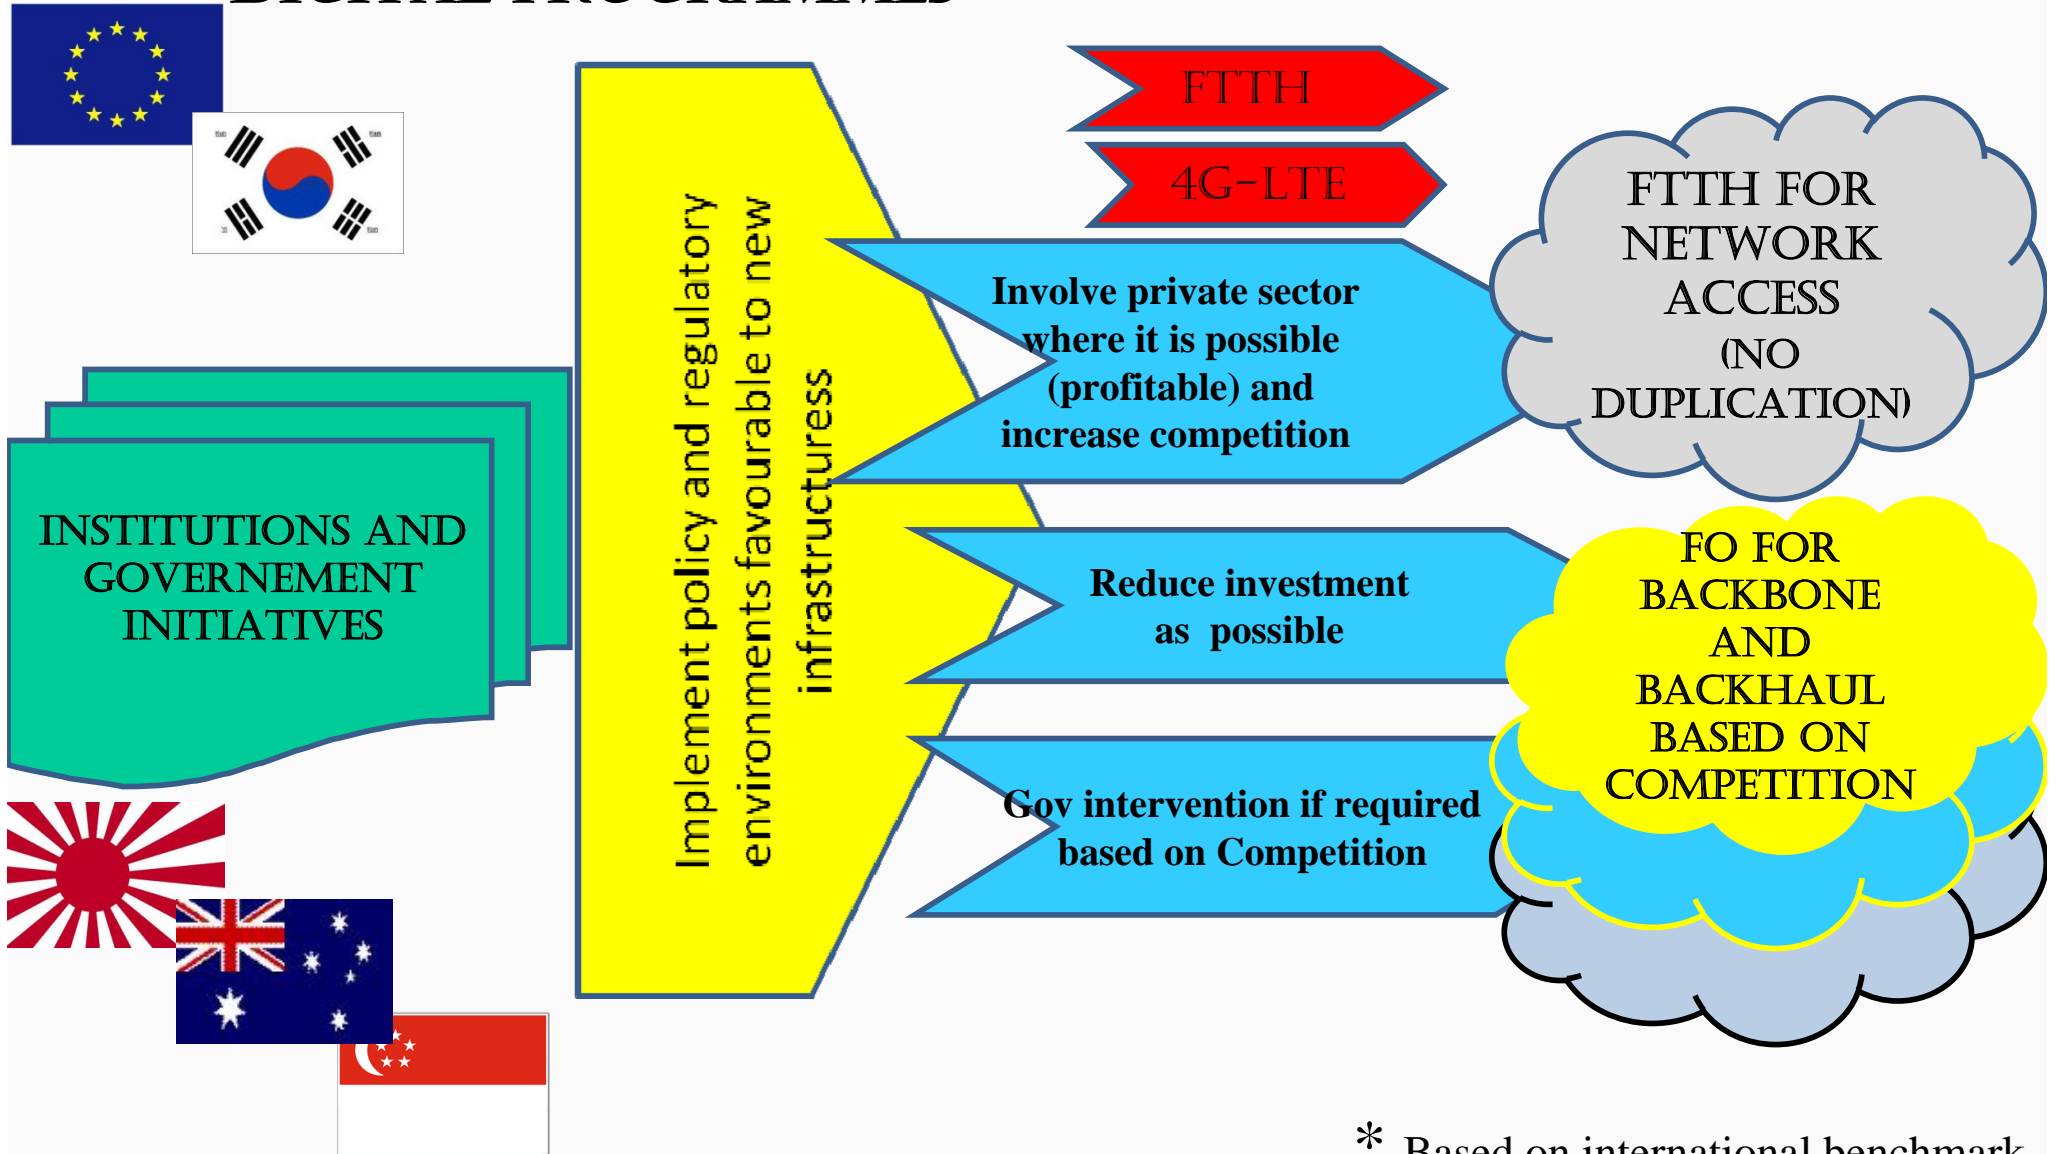 DIGITAL PROGRAMMES
FTTH
4G-LTE
FTTH FOR
NETWORK
ACCESS
(NO
DUPLICATION)
Implement policy and regulatory
environments favourable to new
infrastructuress
Involve private sector
where it is possible
(profitable) and
increase competition
INSTITUTIONS AND
GOVERNEMENT
INITIATIVES
Reduce investment
as possible
FO FOR
BACKBONE
AND
BACKHAUL
BASED ON
COMPETITION
Gov intervention if required
based on Competition
* Based on international benchmark